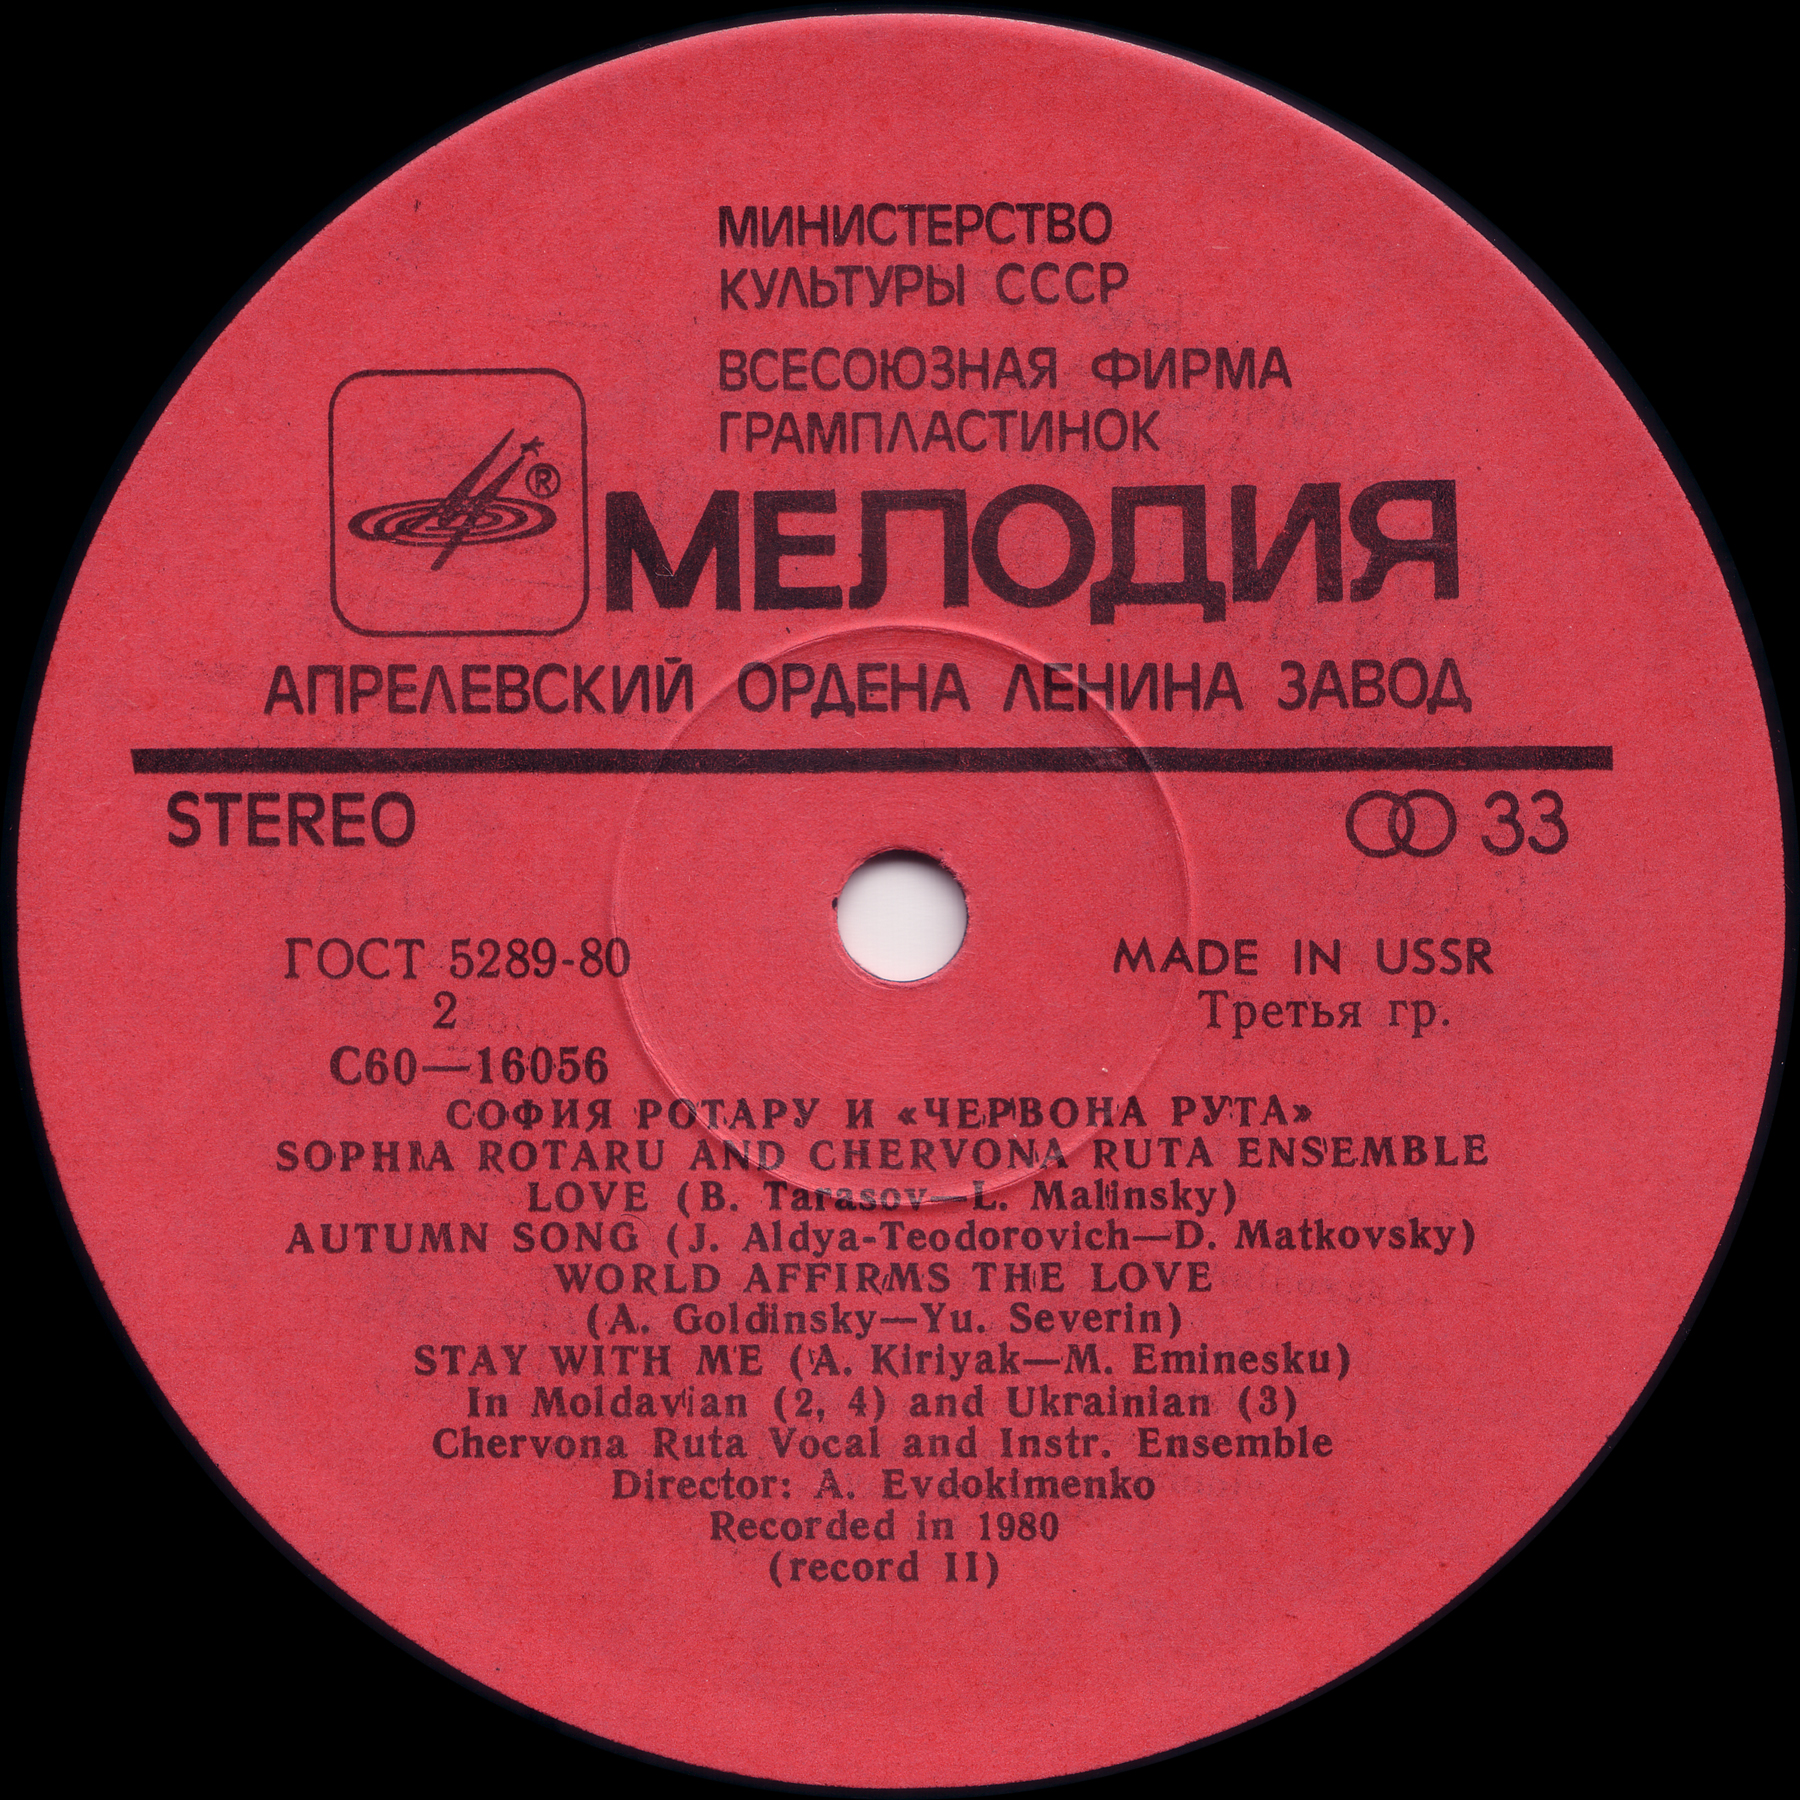 МИНИСТЕРСТВО
КУЛЬТУРЫ СССР
ВСЕСОЮЗНАЯ ФИРМА
ГРАМПЛАСТИНОК
®
МЕЛОДИЯ
АПРЕЛЕВСКИЙ ОРДЕНА ЛЕНИНА ЗАВОД
STEREO
33
ГОСТ 5289-80
MADE IN USSR
2
Третья гр.
С60—16056
СОФИЯ РОТАРУ И «ЧЕРВОНА РУТА»
SOPHIA ROTARU AND CHERVONA RUTA ENSEMBLE
LOVE (B. Tarasov—L. Malinsky)
AUTUMN SONG (J. Aldya-Teodorovich—D. Matkovsky)
WORLD AFFIRMS THE LOVE
(A. Goldinsky—Yu. Severin)
STAY WITH ME (A. Kiriyak—M. Eminesku)
In Moldavian (2, 4) and Ukrainian (3)
Chervona Ruta Vocal and Instr. Ensemble
Director: A. Evdokimenko
Recorded in 1980
(record II)